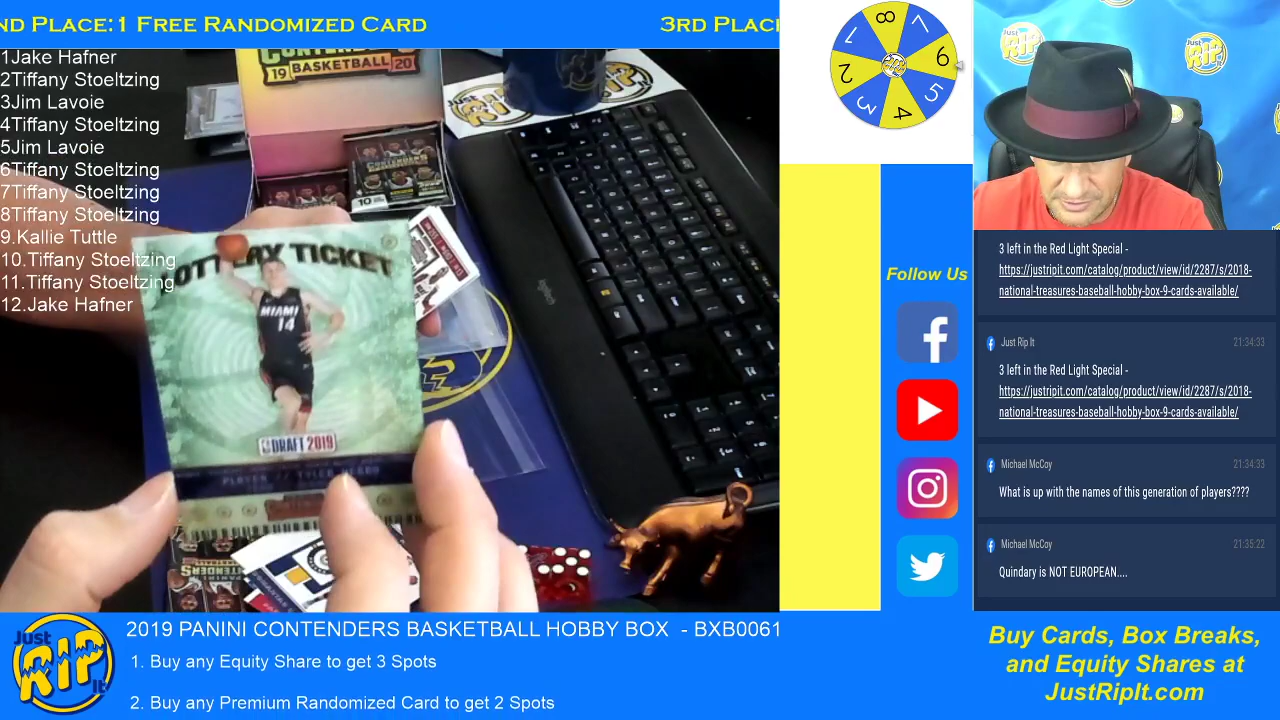 ND PLACE:1 FREE RANDOMIZED CARD
3RD PLAC
1Jake Hafner
2Tiffany Stoeltzing
3Jim Lavoie
4Tiffany Stoeltzing
5Jim Lavoie
6Tiffany Stoeltzing
7Tiffany Stoeltzing
8Tiffany Stoeltzing
9.Kallie Tuttle
10.Tiffany Stoeltzing
11.Tiffany Stoeltzing
12.Jake Hafner
CONTENDERS
19 BASKETBALL 20
CONTENDERS
10
LOTTERY TICKET
MIAMI
14
DRAFT 2019
PLAYER // TYLER HERRO
8
7
6
5
4
3
2
1
Follow Us
3 left in the Red Light Special -
https://justripit.com/catalog/product/view/id/2287/s/2018-
national-treasures-baseball-hobby-box-9-cards-available/
Just Rip It
21:34:33
3 left in the Red Light Special -
https://justripit.com/catalog/product/view/id/2287/s/2018-
national-treasures-baseball-hobby-box-9-cards-available/
Michael McCoy
21:34:33
What is up with the names of this generation of players????
Michael McCoy
21:35:22
Quindary is NOT EUROPEAN....
Just
RIP
It
2019 PANINI CONTENDERS BASKETBALL HOBBY BOX - BXB0061
1. Buy any Equity Share to get 3 Spots
2. Buy any Premium Randomized Card to get 2 Spots
Buy Cards, Box Breaks,
and Equity Shares at
JustRipIt.com